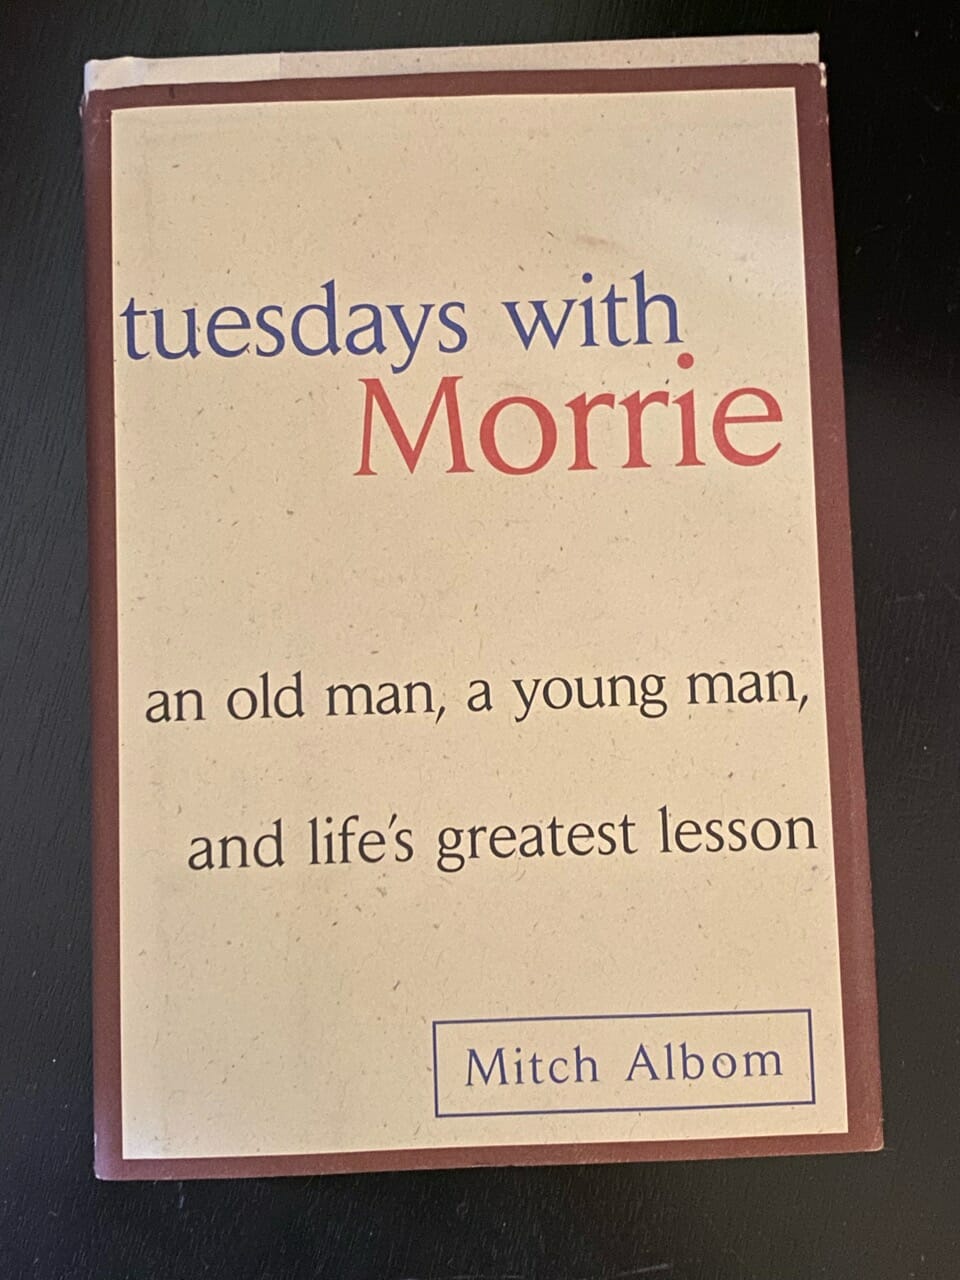 tuesdays with
Morrie
an old man, a young man,
and life's greatest lesson
Mitch Albom